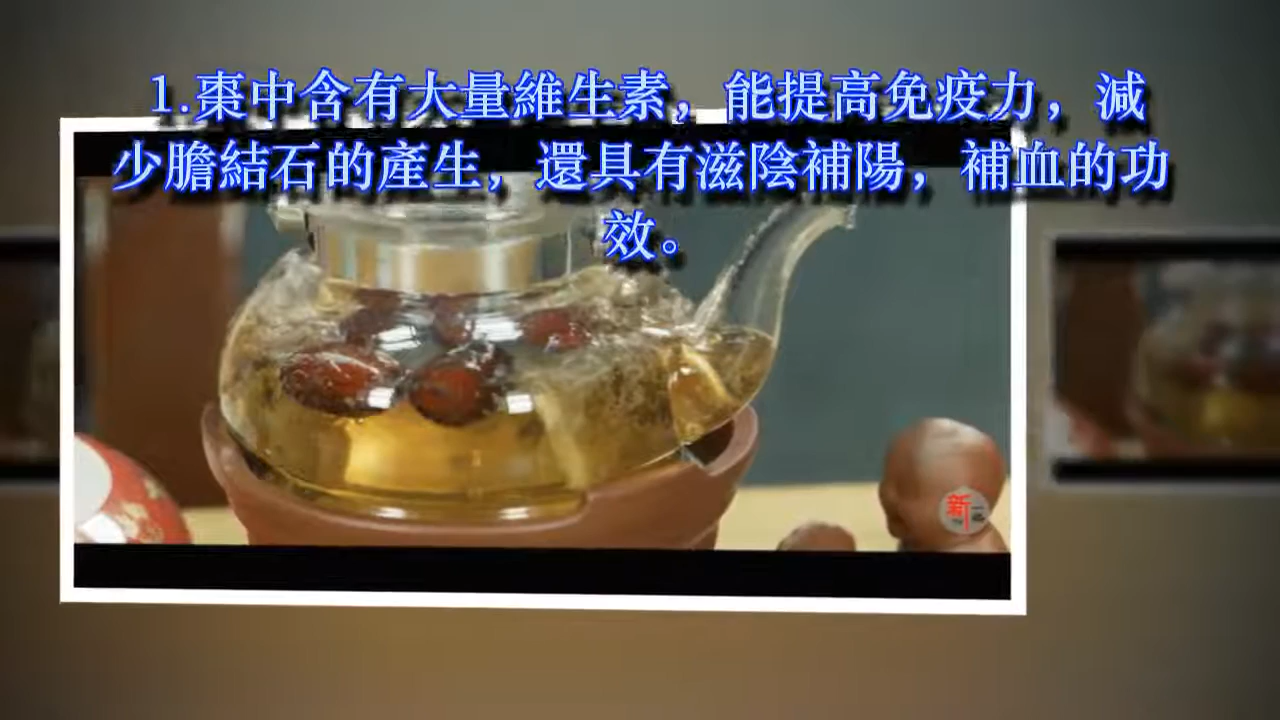 1.棗中含有大量維生素，能提高免疫力，減
少膽結石的產生，還具有滋陰補陽，補血的功
效。
新